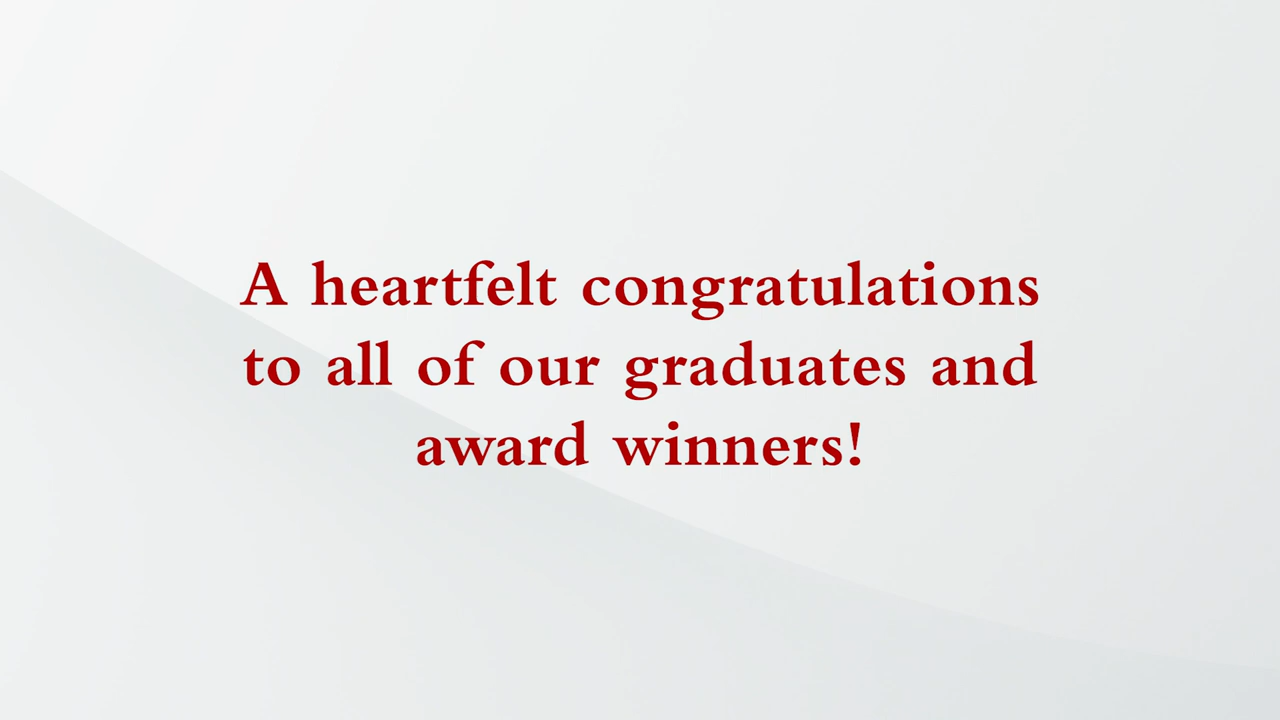 A heartfelt congratulations
to all of our graduates and
award winners!